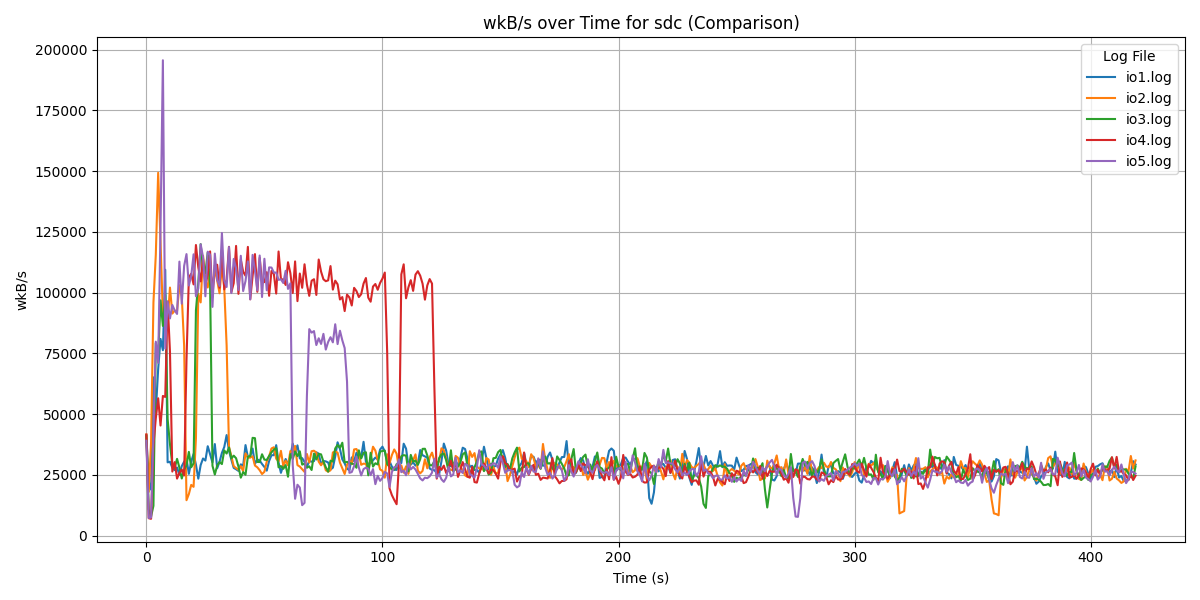 wkB/s over Time for sdc (Comparison)
Log File
io1.log
io2.log
io3.log
io4.log
io5.log
wkB/s
200000
175000
150000
125000
100000
75000
50000
25000
0
0 100 200 300 400
Time (s)